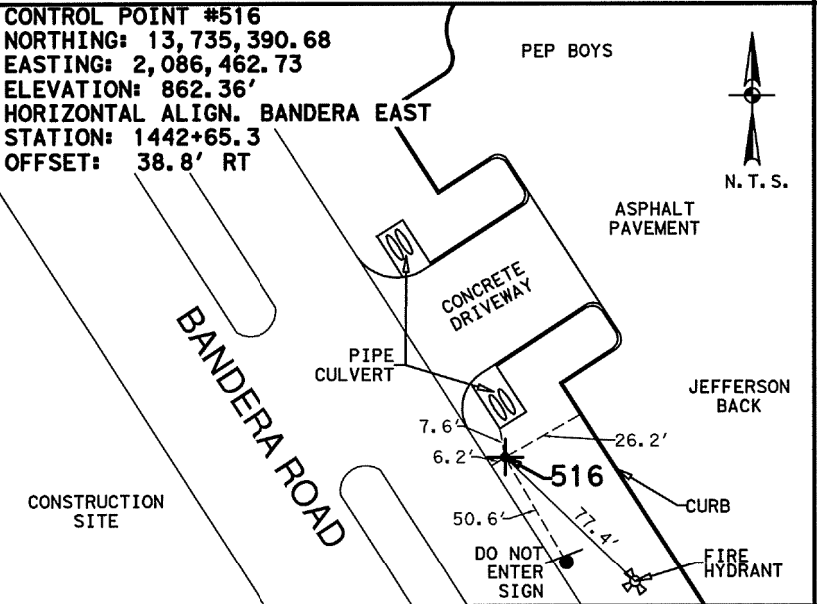 CONTROL POINT #516
NORTHING: 13,735,390.68
EASTING: 2,086,462.73
ELEVATION: 862.36'
HORIZONTAL ALIGN. BANDERA EAST
STATION: 1442+65.3
OFFSET: 38.8' RT
PEP BOYS
N.T.S.
ASPHALT
PAVEMENT
CONCRETE
DRIVEWAY
BANDERA ROAD
PIPE
CULVERT
JEFFERSON
BACK
7.6'
26.2'
6.2'
516
CONSTRUCTION
SITE
50.6'
77.4'
CURB
DO NOT
ENTER
SIGN
FIRE
HYDRANT